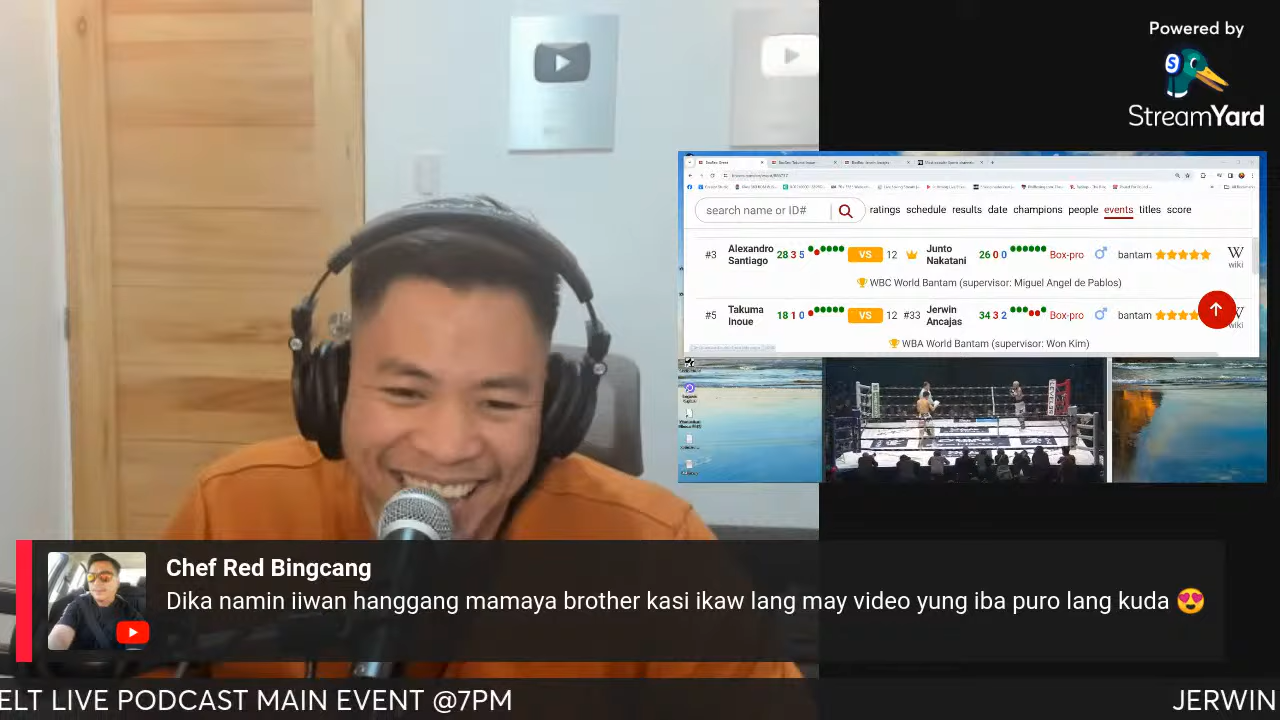 Powered by
StreamYard
search name or ID#
ratings schedule results date champions people events titles score
#3 Alexandro Santiago 28 3 5 VS 12 Junto Nakatani 26 0 0 Box-pro bantam W wiki
WBC World Bantam (supervisor: Miguel Angel de Pablos)
#5 Takuma Inoue 18 1 0 VS 12 #33 Jerwin Ancajas 34 3 2 Box-pro bantam wiki
WBA World Bantam (supervisor: Won Kim)
Chef Red Bingcang
Dika namin iiwan hanggang mamaya brother kasi ikaw lang may video yung iba puro lang kuda 😍
ELT LIVE PODCAST MAIN EVENT @7PM JERWIN